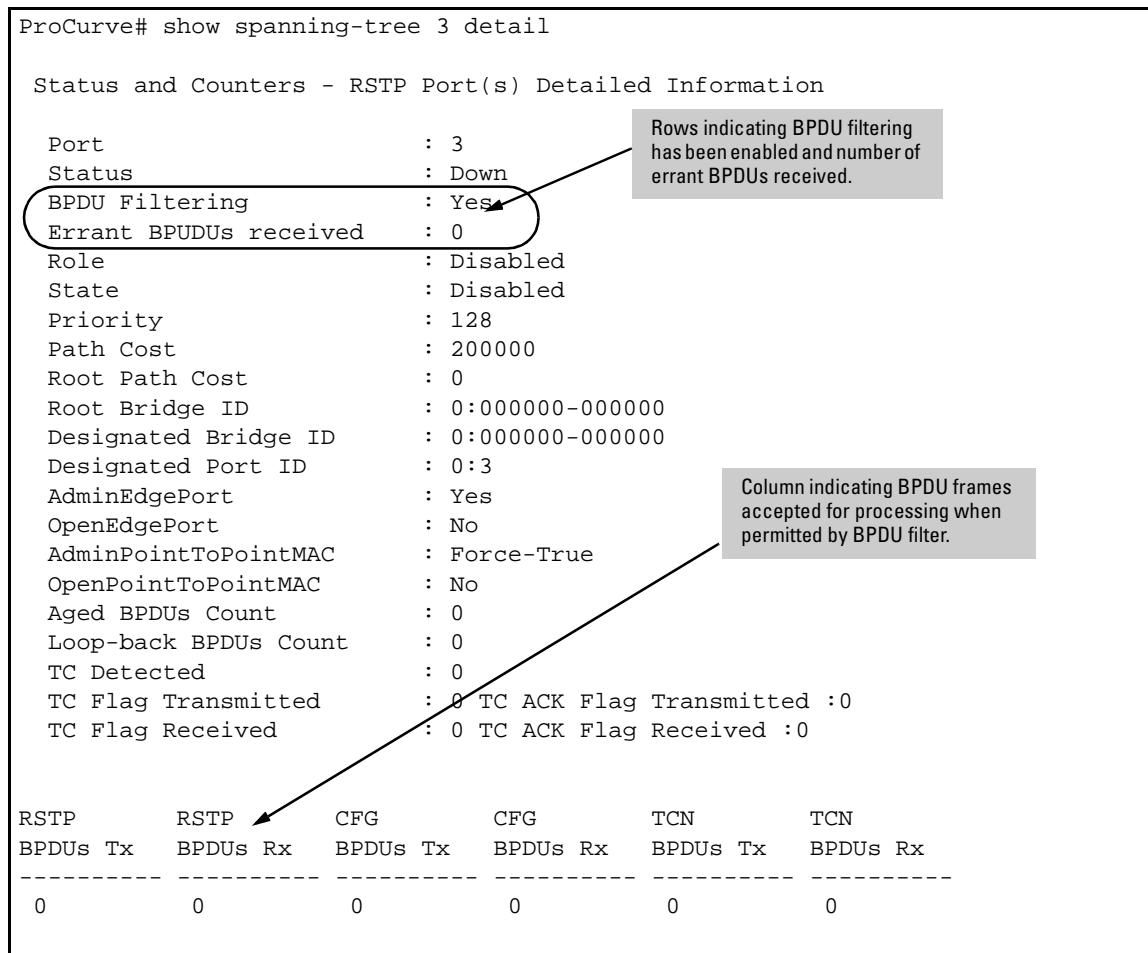 ProCurve# show spanning-tree 3 detail
Status and Counters - RSTP Port(s) Detailed Information
Rows indicating BPDU filtering
has been enabled and number of
errant BPDUs received.
Port : 3
Status : Down
BPDU Filtering : Yes
Errant BPUDUs received : 0
Role : Disabled
State : Disabled
Priority : 128
Path Cost : 200000
Root Path Cost : 0
Root Bridge ID : 0:000000-000000
Designated Bridge ID : 0:000000-000000
Designated Port ID : 0:3
AdminEdgePort : Yes
OpenEdgePort : No
AdminPointToPointMAC : Force-True
OpenPointToPointMAC : No
Aged BPDUs Count : 0
Loop-back BPDUs Count : 0
TC Detected : 0
TC Flag Transmitted : 0 TC ACK Flag Transmitted :0
TC Flag Received : 0 TC ACK Flag Received :0
Column indicating BPDU frames
accepted for processing when
permitted by BPDU filter.
RSTP RSTP CFG CFG TCN TCN
BPDUs Tx BPDUs Rx BPDUs Tx BPDUs Rx BPDUs Tx BPDUs Rx
---------- ---------- ---------- ---------- ---------- ----------
0 0 0 0 0 0